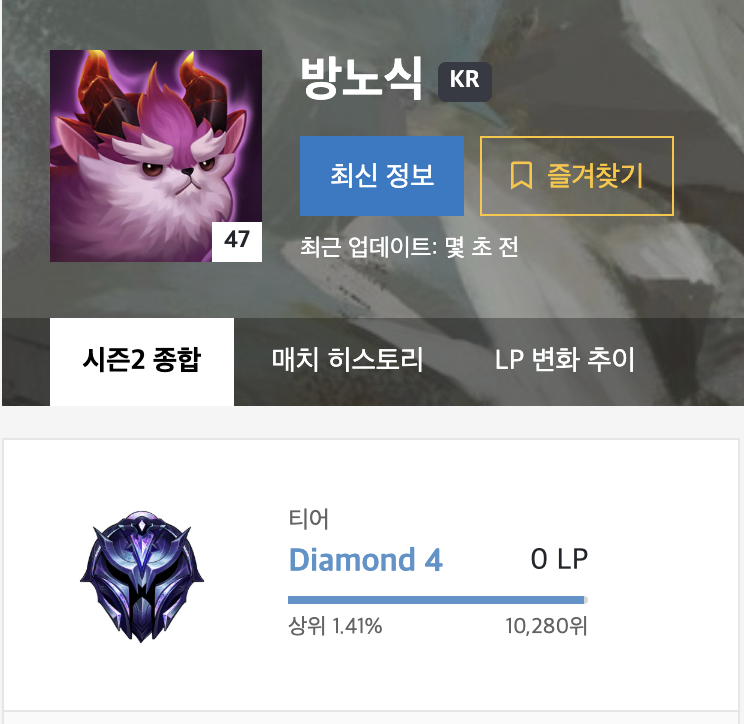 방노식 KR
최신 정보 즐겨찾기
47
최근 업데이트: 몇 초 전
시즌2 종합 매치 히스토리 LP 변화 추이
티어
Diamond 4 0 LP
상위 1.41% 10,280위